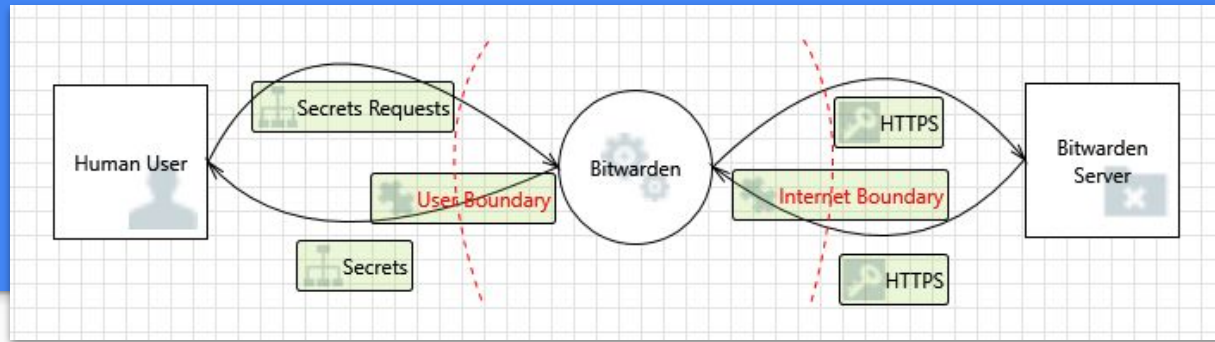 Secrets Requests
HTTPS
Human User
Bitwarden
Bitwarden
Server
User Boundary
Internet Boundary
Secrets
HTTPS